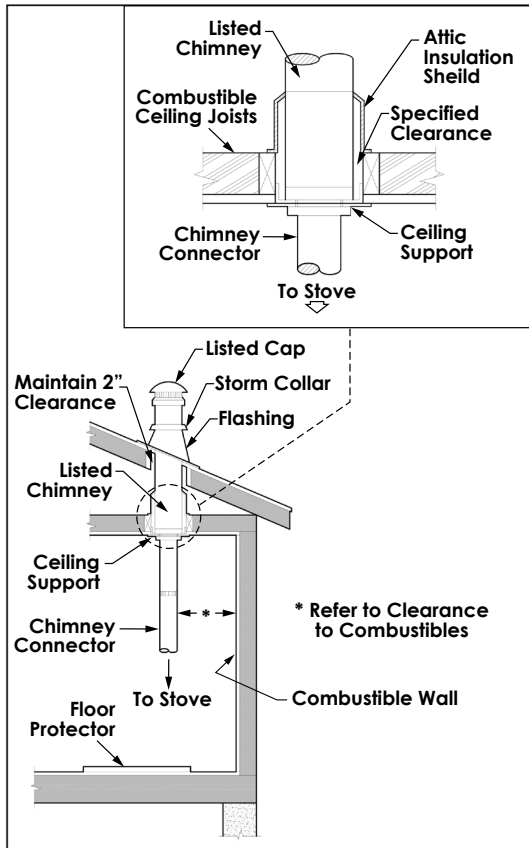 Listed
Chimney
Attic
Insulation
Sheild
Combustible
Ceiling Joists
Specified
Clearance
Chimney
Connector
Ceiling
Support
To Stove
Listed Cap
Maintain 2”
Clearance
Storm Collar
Flashing
Listed
Chimney
Ceiling
Support
*
* Refer to Clearance
to Combustibles
Chimney
Connector
To Stove
Combustible Wall
Floor
Protector